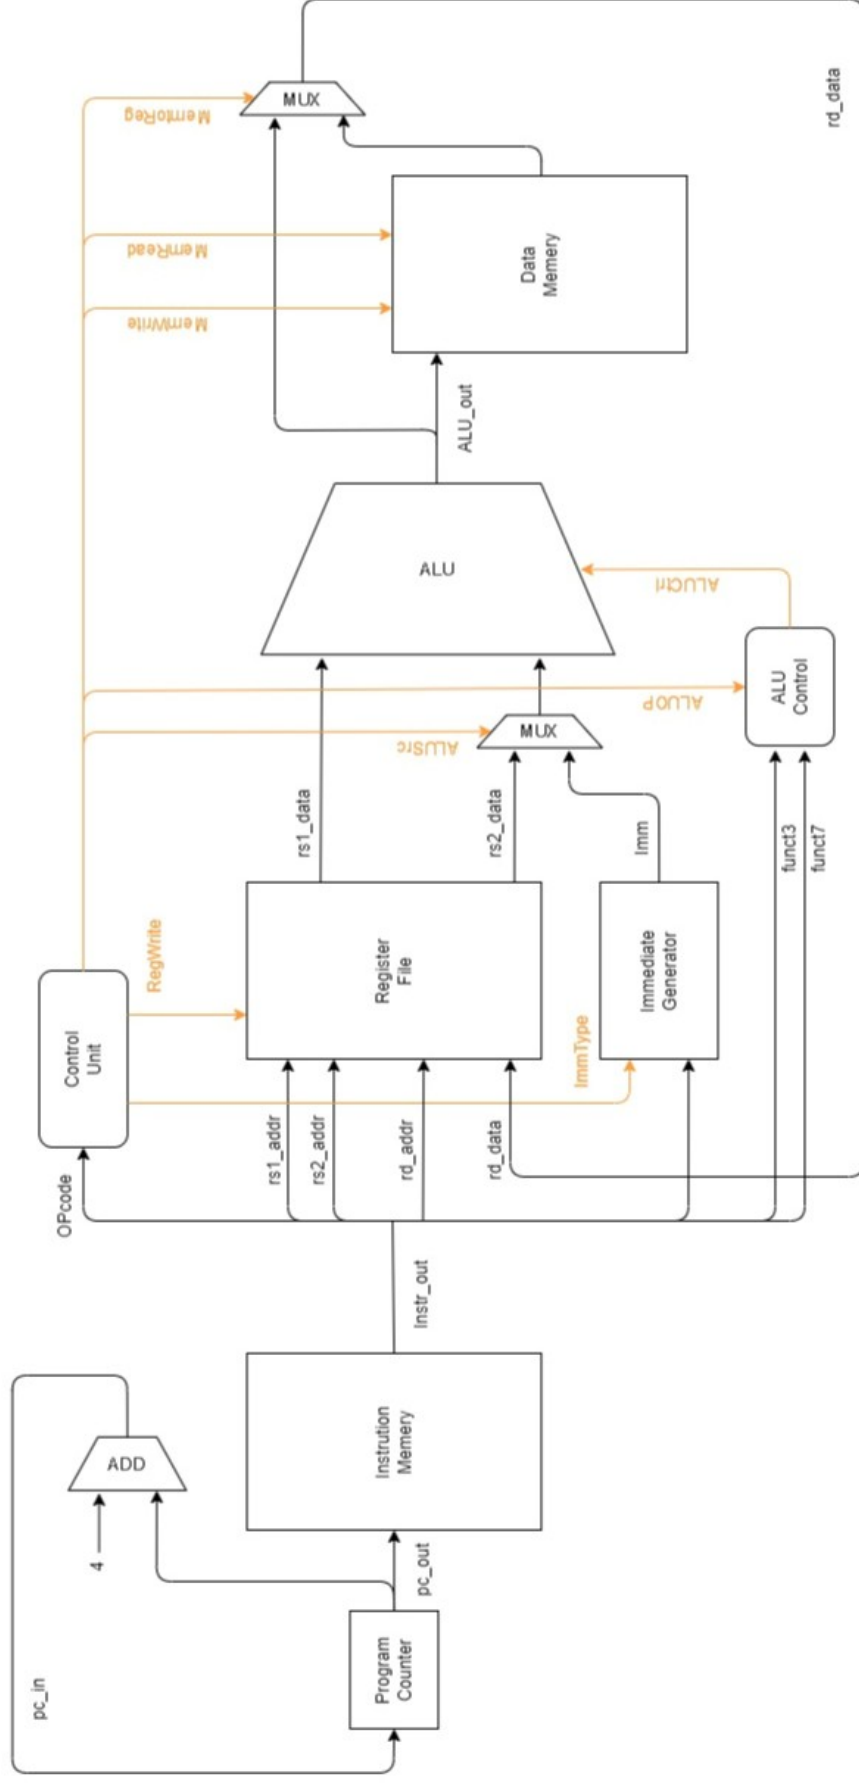 pc_in
4
ADD
Program
Counter
pc_out
Instrution
Memery
Instr_out
OPcode
Control
Unit
RegWrite
rs1_addr
rs2_addr
rd_addr
rd_data
ImmType
Register
File
Immediate
Generator
rs1_data
rs2_data
Imm
funct3
funct7
ALUSrc
MUX
ALUOP
ALU
Control
ALUCtrl
ALU
ALU_out
MemWrite
MemRead
MemtoReg
Data
Memery
MUX
rd_data